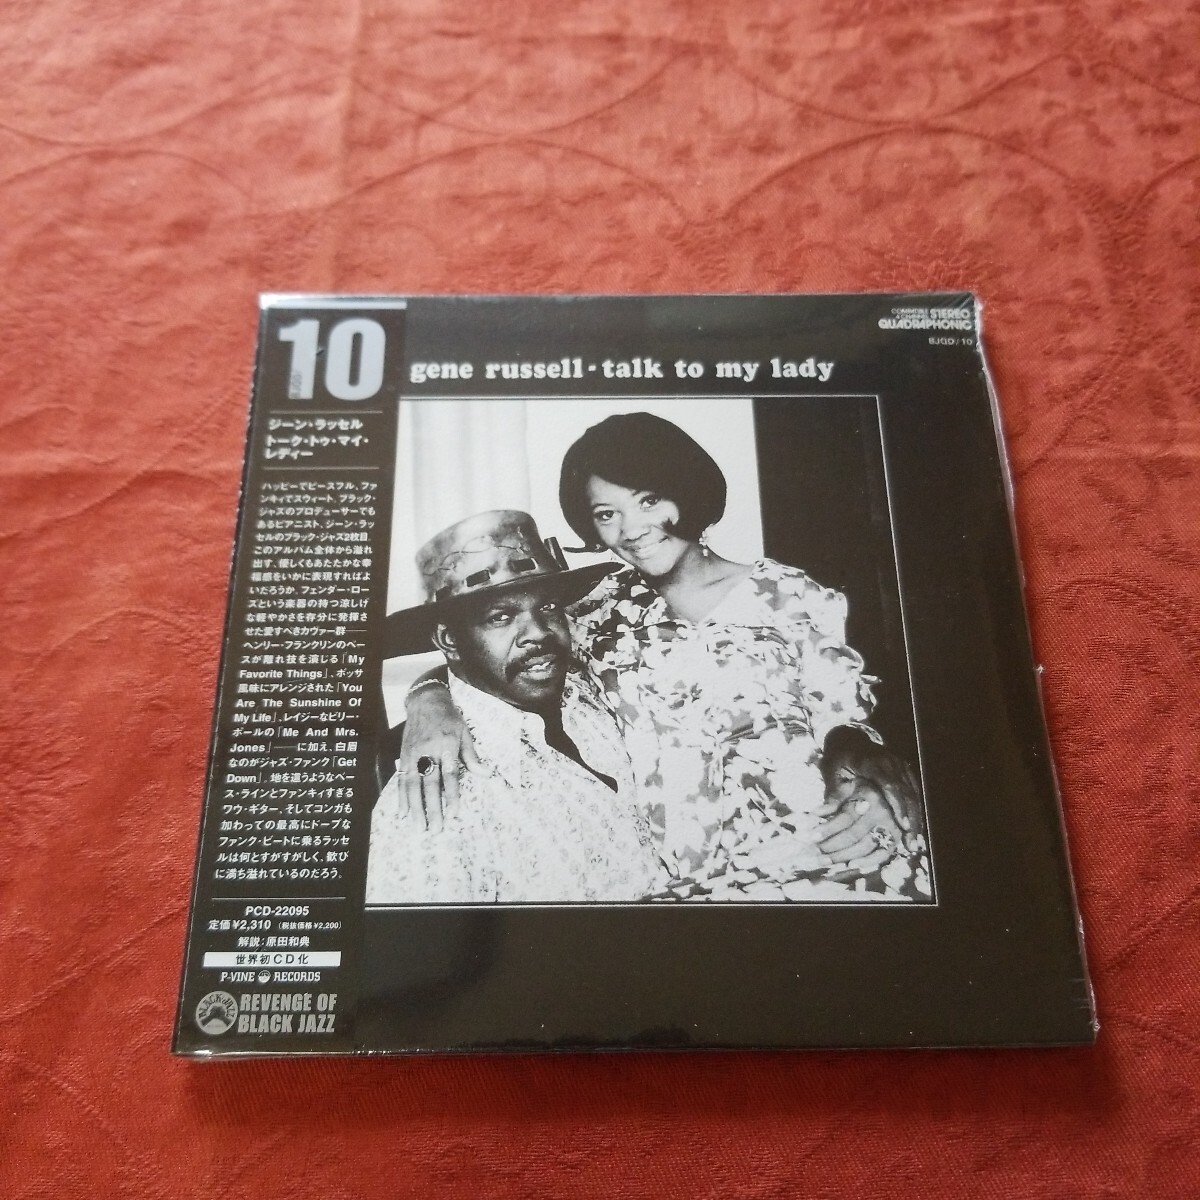 10
BJQD/
ジーン・ラッセル
トーク・トゥ・マイ・
レディー
ハッピーでピースフル、ファ
ンキィでスウィート、ブラック・
ジャズのプロデューサーでも
あるピアニスト、ジーン・ラッ
セルのブラック・ジャズ2枚目。
このアルバム全体から溢れ
出す、優しくもあたたかな幸
福感をいかに表現すればよ
いだろうか。フェンダー・ロー
ズという楽器の持つ涼しげ
な軽やかさを存分に発揮さ
せた愛すべきカヴァー群——
ヘンリー・フランクリンのベー
スが離れ技を演じる「My
Favorite Things」、ボッサ
風味にアレンジされた「You
Are The Sunshine Of
My Life」、レイジーなビリー・
ポールの「Me And Mrs.
Jones」——に加え、白眉
なのがジャズ・ファンク「Get
Down」。地を這うようなベー
ス・ラインとファンキィすぎる
ワウ・ギター、そしてコンガも
加わっての最高にドープな
ファンク・ビートに乗るラッセ
ルは何とすがすがしく、歓び
に満ち溢れているのだろう。
PCD-22095
定価¥2,310（税抜価格¥2,200）
解説:原田和典
世界初CD化
P-VINE RECORDS
BLACK JAZZ
REVENGE OF
BLACK JAZZ
gene russell - talk to my lady
COMPATIBLE
4 CHANNEL STEREO
QUADRAPHONIC
BJQD/10